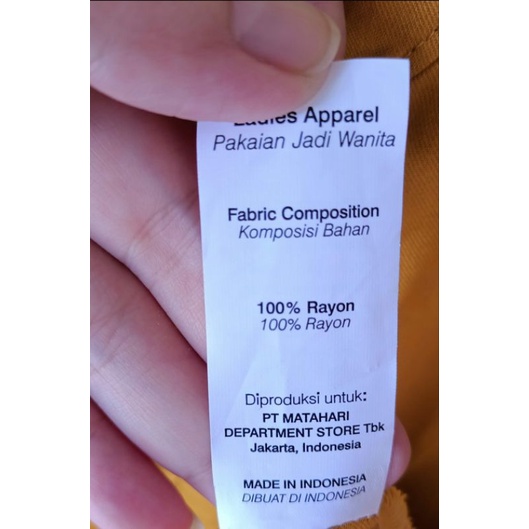 Ladies Apparel
Pakaian Jadi Wanita
Fabric Composition
Komposisi Bahan
100% Rayon
100% Rayon
Diproduksi untuk:
PT MATAHARI
DEPARTMENT STORE Tbk
Jakarta, Indonesia
MADE IN INDONESIA
DIBUAT DI INDONESIA